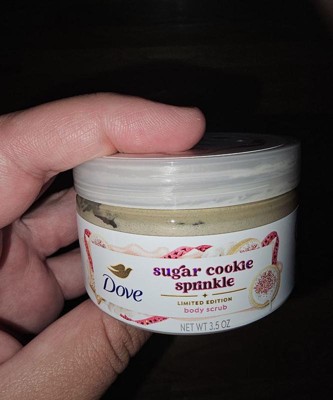 Dove
sugar cookie
sprinkle
LIMITED EDITION
body scrub
NET WT 3.5 OZ